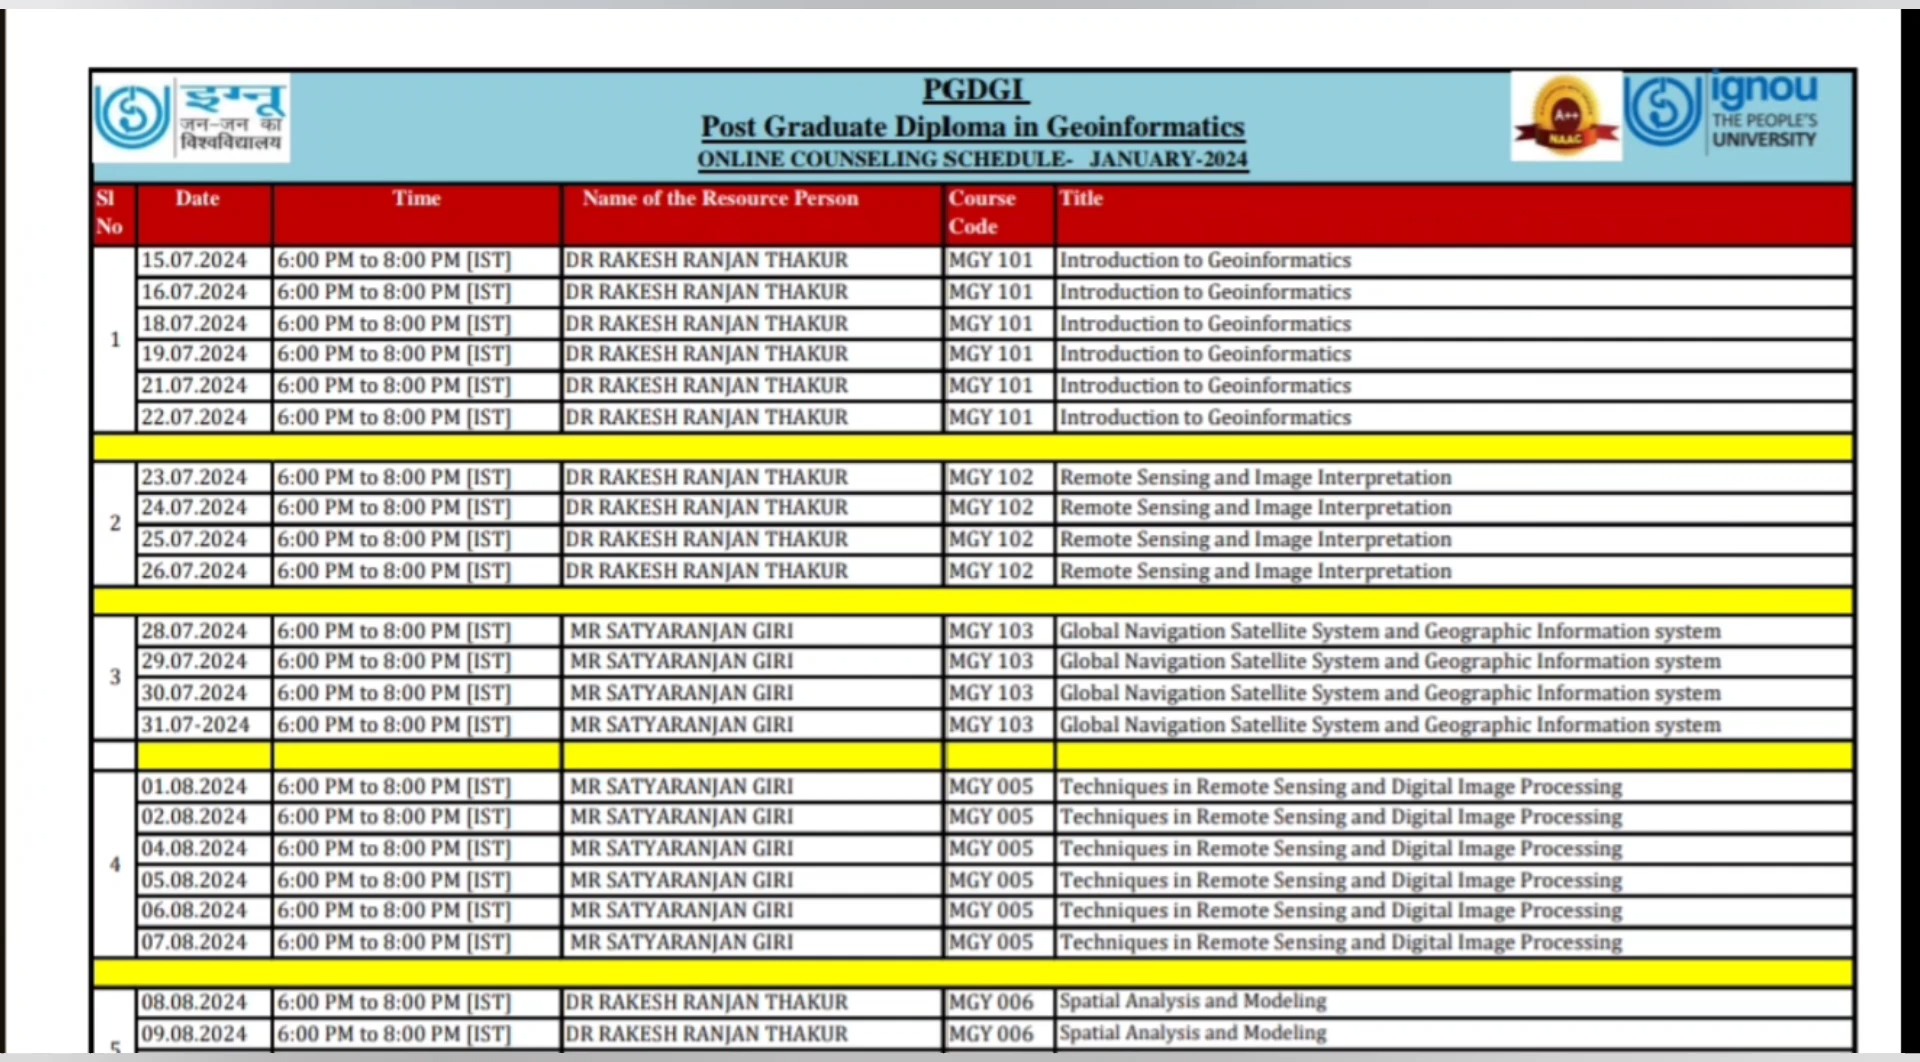 इग्नू
जन-जन का
विश्वविद्यालय
PGDGI
Post Graduate Diploma in Geoinformatics
ONLINE COUNSELING SCHEDULE- JANUARY-2024
A++
NAAC
ignou
THE PEOPLE'S
UNIVERSITY
Sl No Date Time Name of the Resource Person Course Code Title
1
15.07.2024 6:00 PM to 8:00 PM [IST] DR RAKESH RANJAN THAKUR MGY 101 Introduction to Geoinformatics
16.07.2024 6:00 PM to 8:00 PM [IST] DR RAKESH RANJAN THAKUR MGY 101 Introduction to Geoinformatics
18.07.2024 6:00 PM to 8:00 PM [IST] DR RAKESH RANJAN THAKUR MGY 101 Introduction to Geoinformatics
19.07.2024 6:00 PM to 8:00 PM [IST] DR RAKESH RANJAN THAKUR MGY 101 Introduction to Geoinformatics
21.07.2024 6:00 PM to 8:00 PM [IST] DR RAKESH RANJAN THAKUR MGY 101 Introduction to Geoinformatics
22.07.2024 6:00 PM to 8:00 PM [IST] DR RAKESH RANJAN THAKUR MGY 101 Introduction to Geoinformatics
2
23.07.2024 6:00 PM to 8:00 PM [IST] DR RAKESH RANJAN THAKUR MGY 102 Remote Sensing and Image Interpretation
24.07.2024 6:00 PM to 8:00 PM [IST] DR RAKESH RANJAN THAKUR MGY 102 Remote Sensing and Image Interpretation
25.07.2024 6:00 PM to 8:00 PM [IST] DR RAKESH RANJAN THAKUR MGY 102 Remote Sensing and Image Interpretation
26.07.2024 6:00 PM to 8:00 PM [IST] DR RAKESH RANJAN THAKUR MGY 102 Remote Sensing and Image Interpretation
3
28.07.2024 6:00 PM to 8:00 PM [IST] MR SATYARANJAN GIRI MGY 103 Global Navigation Satellite System and Geographic Information system
29.07.2024 6:00 PM to 8:00 PM [IST] MR SATYARANJAN GIRI MGY 103 Global Navigation Satellite System and Geographic Information system
30.07.2024 6:00 PM to 8:00 PM [IST] MR SATYARANJAN GIRI MGY 103 Global Navigation Satellite System and Geographic Information system
31.07-2024 6:00 PM to 8:00 PM [IST] MR SATYARANJAN GIRI MGY 103 Global Navigation Satellite System and Geographic Information system
4
01.08.2024 6:00 PM to 8:00 PM [IST] MR SATYARANJAN GIRI MGY 005 Techniques in Remote Sensing and Digital Image Processing
02.08.2024 6:00 PM to 8:00 PM [IST] MR SATYARANJAN GIRI MGY 005 Techniques in Remote Sensing and Digital Image Processing
04.08.2024 6:00 PM to 8:00 PM [IST] MR SATYARANJAN GIRI MGY 005 Techniques in Remote Sensing and Digital Image Processing
05.08.2024 6:00 PM to 8:00 PM [IST] MR SATYARANJAN GIRI MGY 005 Techniques in Remote Sensing and Digital Image Processing
06.08.2024 6:00 PM to 8:00 PM [IST] MR SATYARANJAN GIRI MGY 005 Techniques in Remote Sensing and Digital Image Processing
07.08.2024 6:00 PM to 8:00 PM [IST] MR SATYARANJAN GIRI MGY 005 Techniques in Remote Sensing and Digital Image Processing
5
08.08.2024 6:00 PM to 8:00 PM [IST] DR RAKESH RANJAN THAKUR MGY 006 Spatial Analysis and Modeling
09.08.2024 6:00 PM to 8:00 PM [IST] DR RAKESH RANJAN THAKUR MGY 006 Spatial Analysis and Modeling